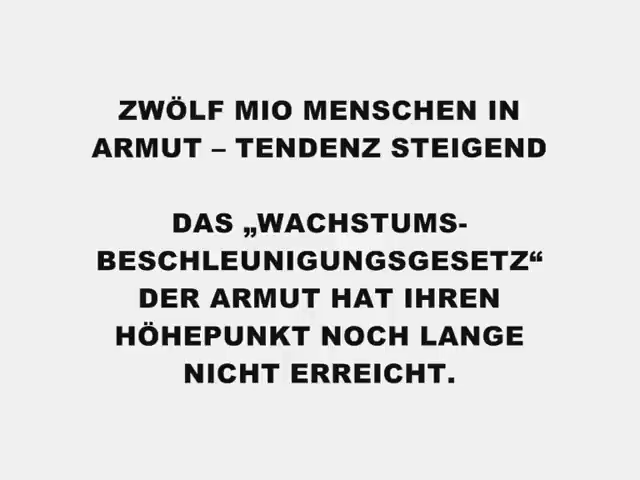 ZWÖLF MIO MENSCHEN IN
ARMUT – TENDENZ STEIGEND
DAS „WACHSTUMS-
BESCHLEUNIGUNGSGESETZ“
DER ARMUT HAT IHREN
HÖHEPUNKT NOCH LANGE
NICHT ERREICHT.